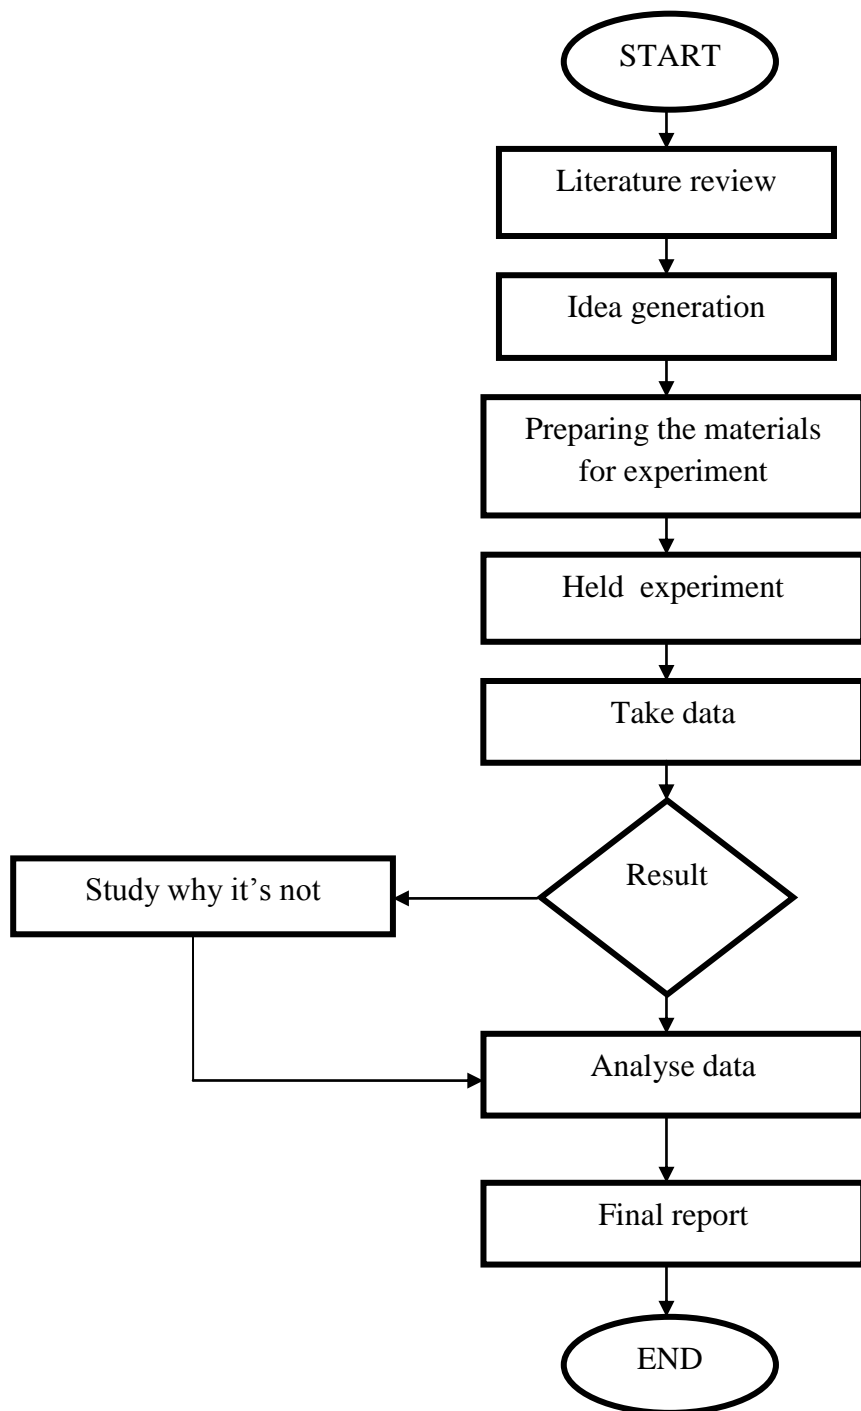 START
Literature review
Idea generation
Preparing the materials
for experiment
Held  experiment
Take data
Result
Study why it’s not
Analyse data
Final report
END